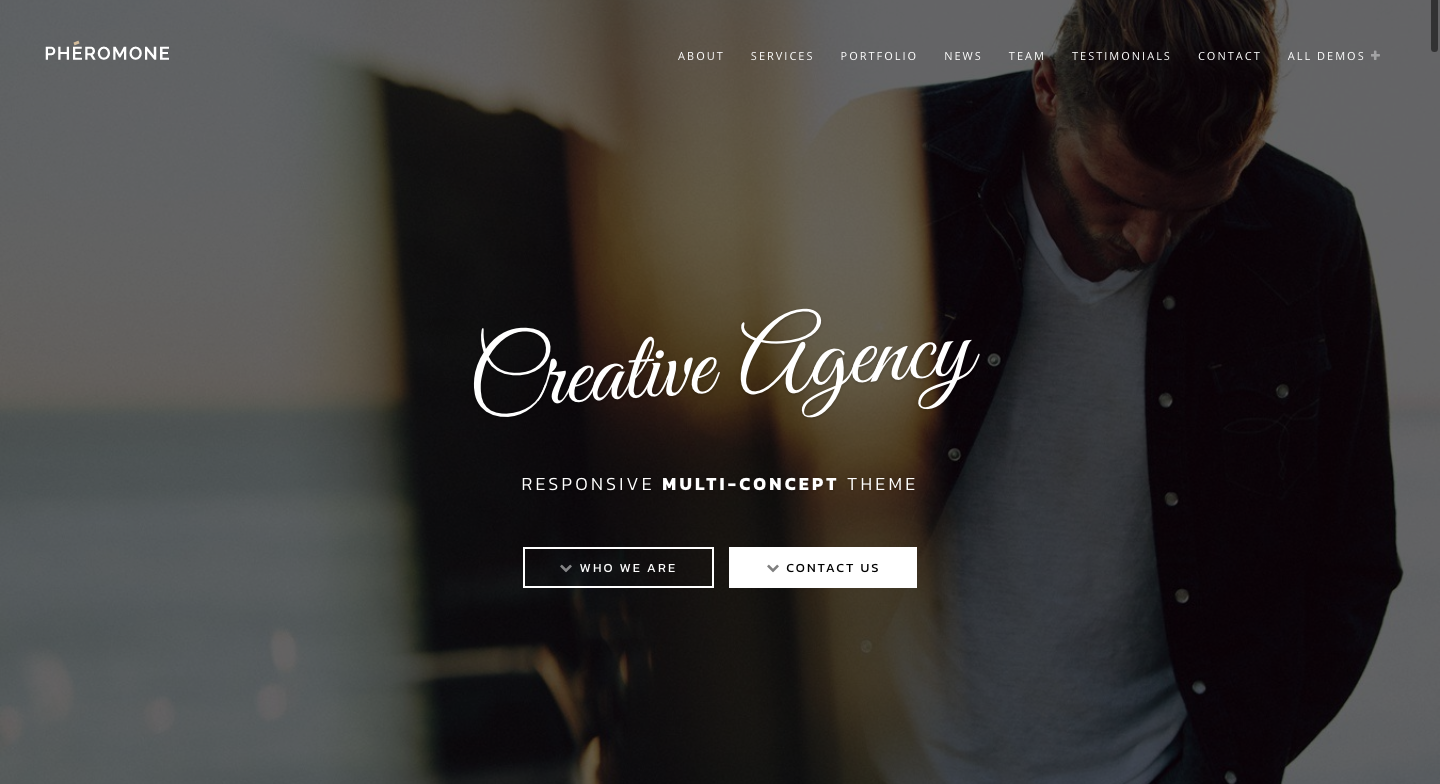 PHÉROMONE
ABOUT SERVICES PORTFOLIO NEWS TEAM TESTIMONIALS CONTACT ALL DEMOS +
Creative Agency
RESPONSIVE MULTI-CONCEPT THEME
WHO WE ARE CONTACT US